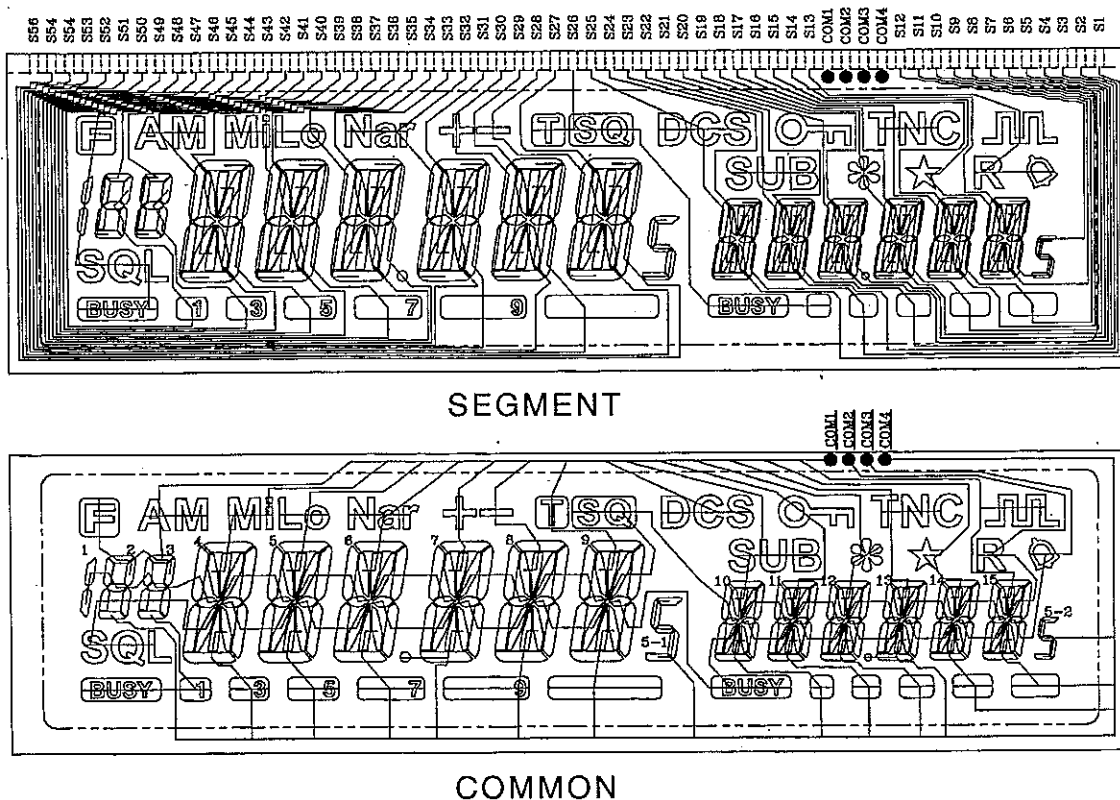 S56 S54 S54 S53 S52 S51 S50 S49 S48 S47 S46 S45 S44 S43 S42 S41 S40 S39 S38 S37 S36 S35 S34 S33 S32 S31 S30 S29 S28 S27 S26 S25 S24 S23 S22 S21 S20 S19 S18 S17 S16 S15 S14 S13 COM1 COM2 COM3 COM4 S12 S11 S10 S9 S8 S7 S6 S5 S4 S3 S2 S1
F AM MiLo Nar +- T SQ DCS TNC
SUB R
SQL
BUSY 1 3 5 7 9 BUSY
SEGMENT
COM1 COM2 COM3 COM4
F AM MiLo Nar +- T SQ DCS TNC
SUB R
1 2 3 4 5 6 7 8 9 10 11 12 13 14 15
5-1 5-2
SQL
BUSY 1 3 5 7 9 BUSY
COMMON